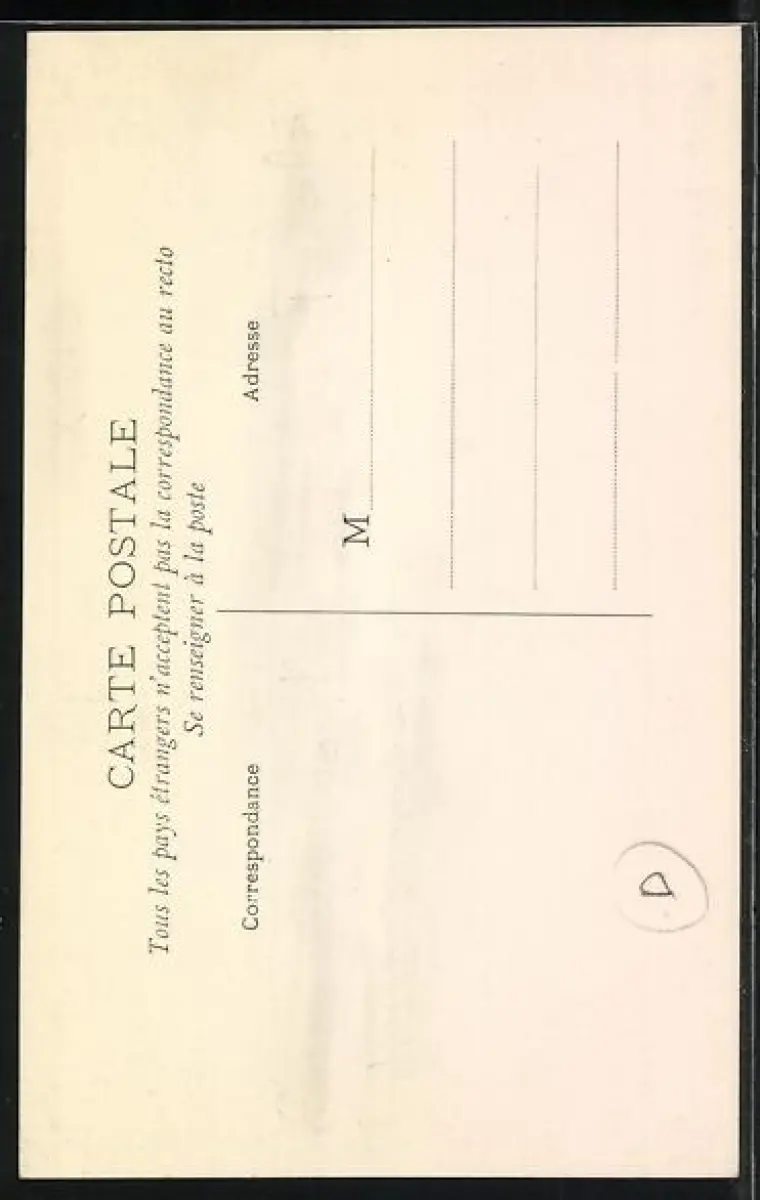 CARTE POSTALE
Tous les pays étrangers n'acceptent pas la correspondance au recto
Se renseigner à la poste
Correspondance
Adresse
M
D